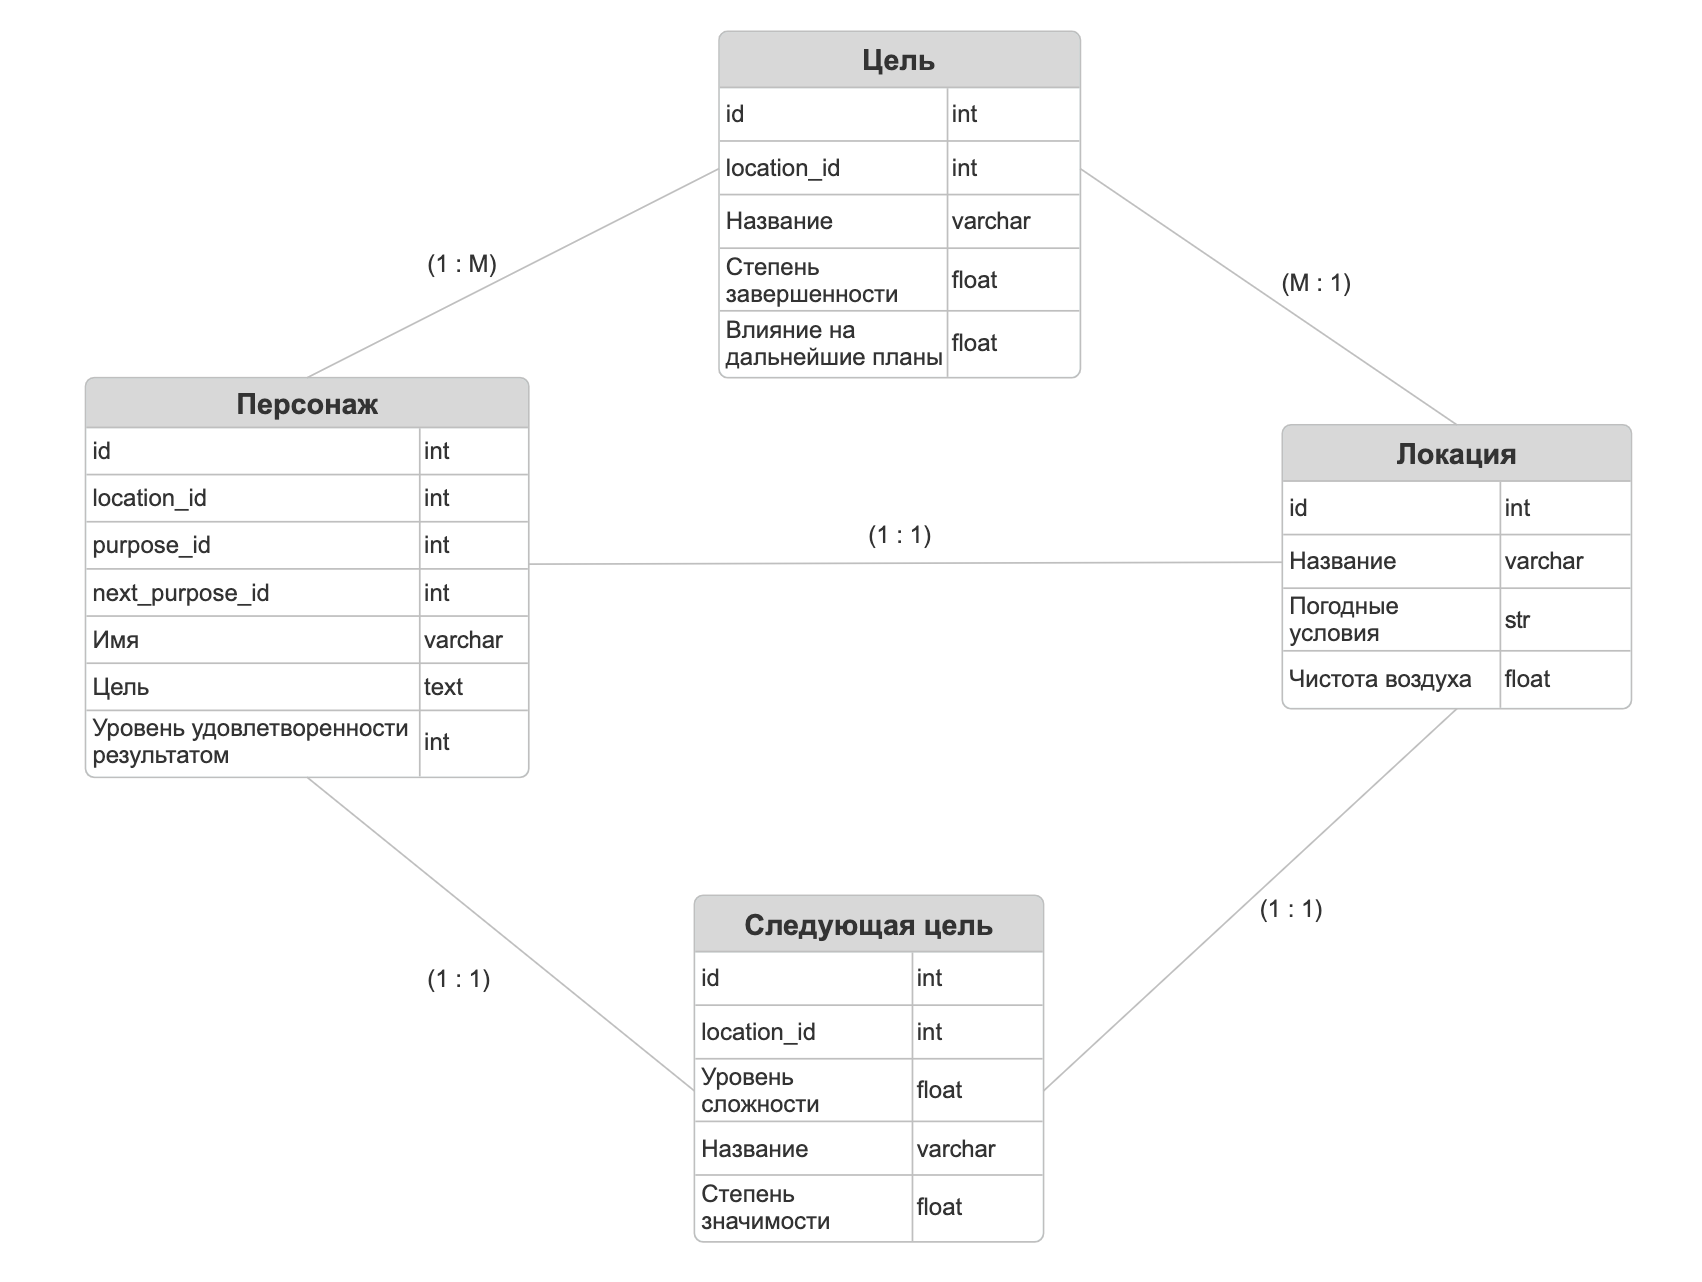 Цель
id int
location_id int
Название varchar
Степень
завершенности
float
Влияние на
дальнейшие планы
float
(1 : M)
(M : 1)
Персонаж
id int
location_id int
purpose_id int
next_purpose_id int
Имя varchar
Цель text
Уровень удовлетворенности
результатом
int
(1 : 1)
Локация
id int
Название varchar
Погодные
условия
str
Чистота воздуха float
(1 : 1)
(1 : 1)
Следующая цель
id int
location_id int
Уровень
сложности
float
Название varchar
Степень
значимости
float